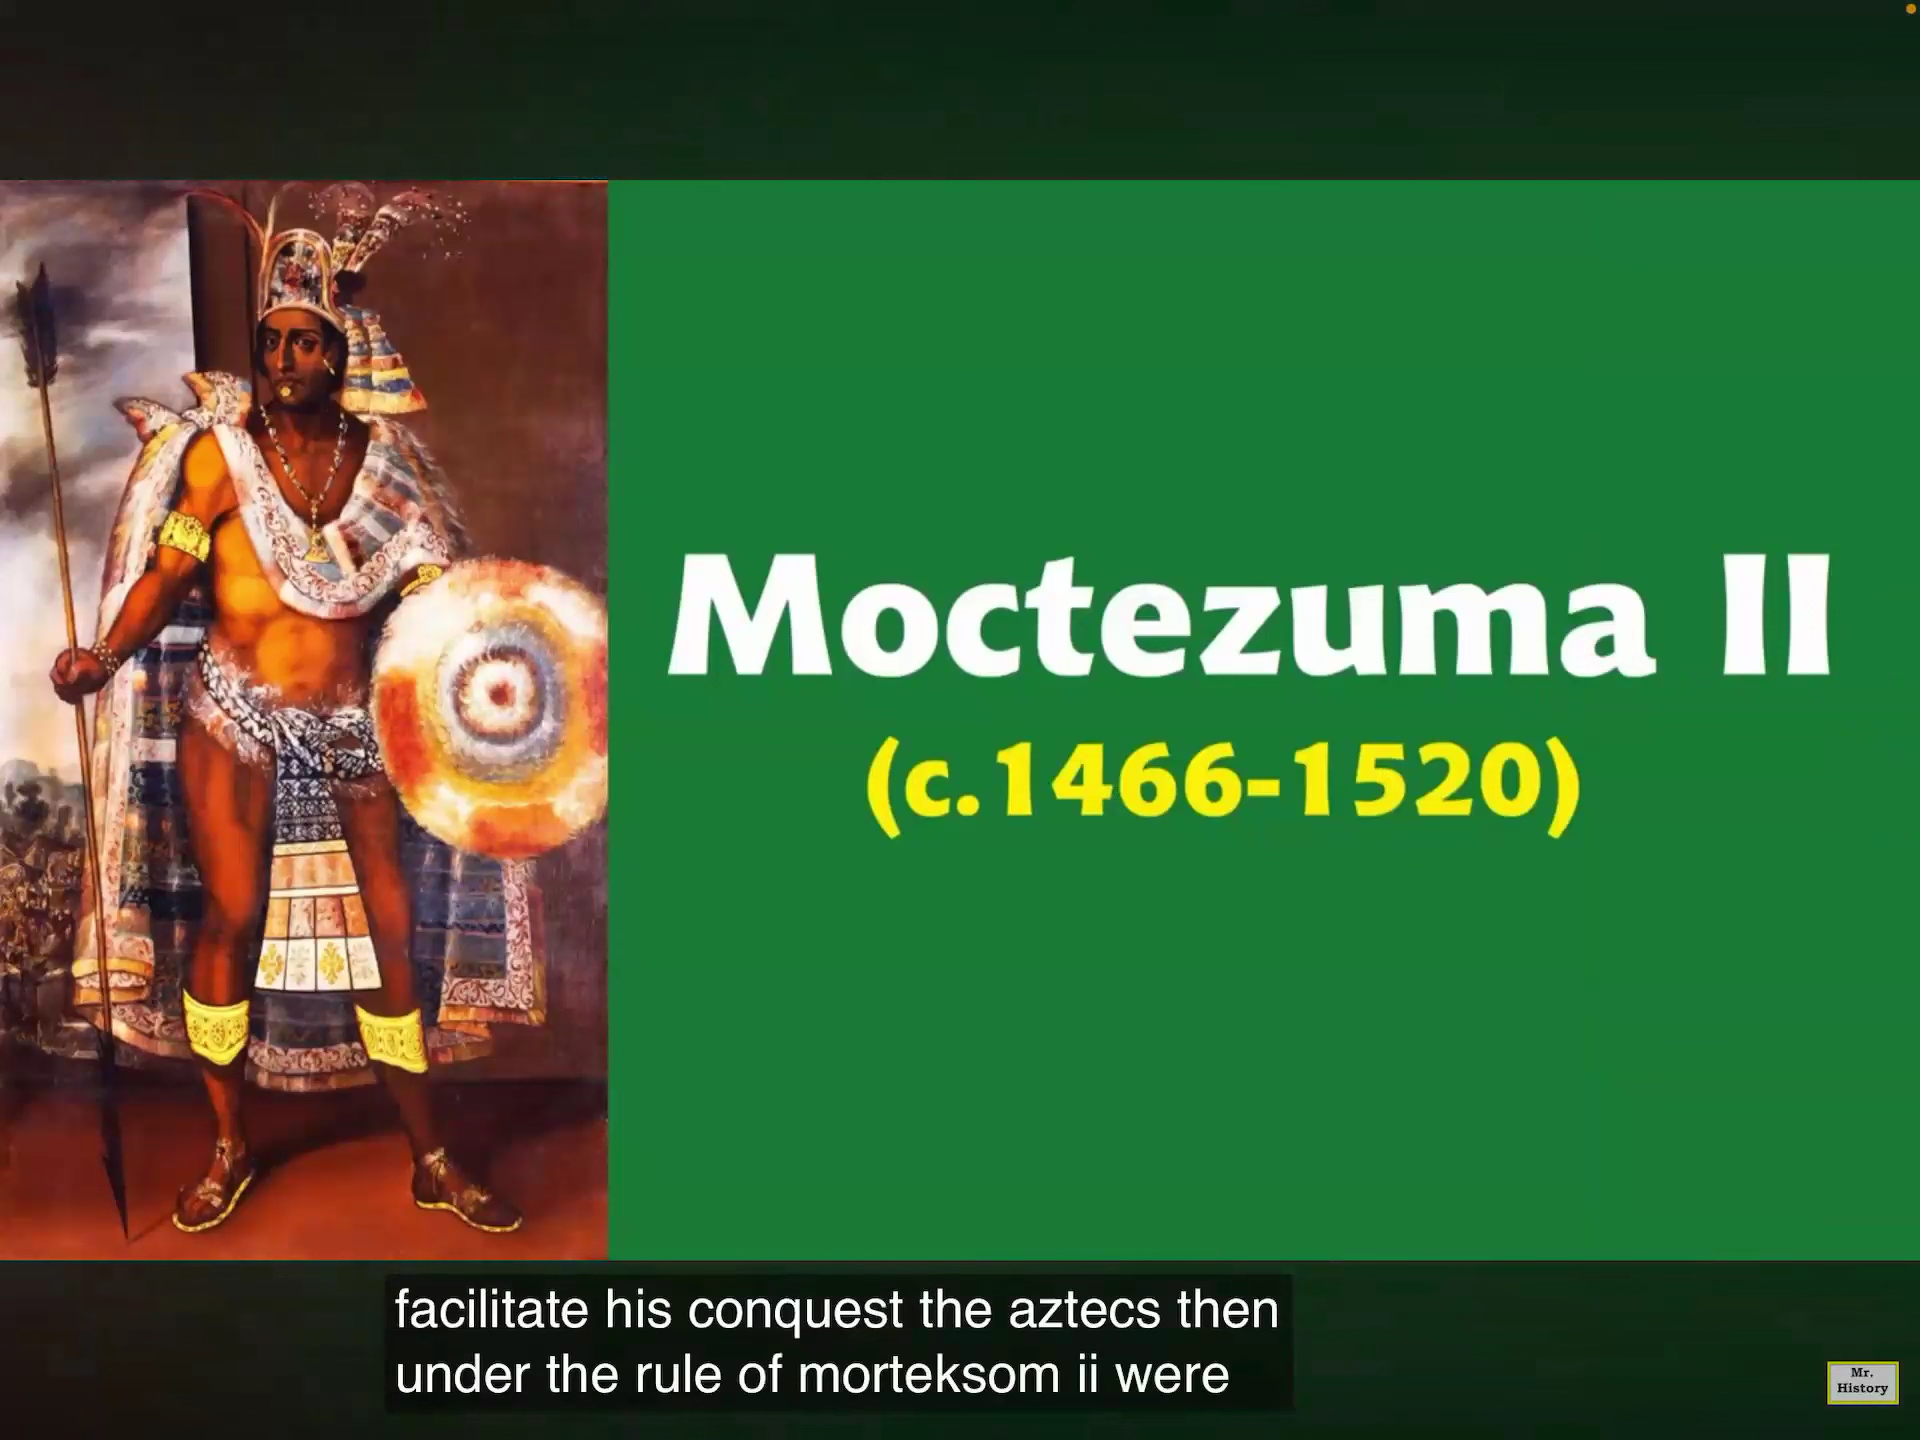 Moctezuma II
(c.1466-1520)
facilitate his conquest the aztecs then
under the rule of morteksom ii were
Mr.
History